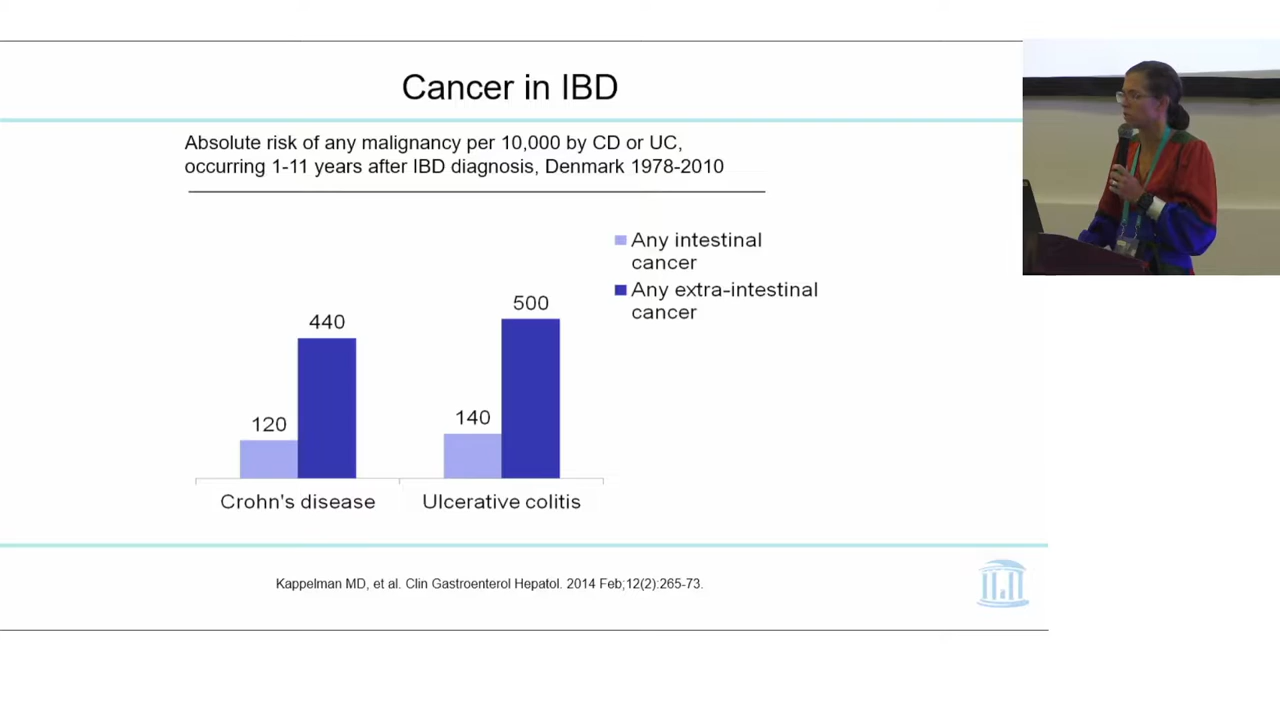 Cancer in IBD
Absolute risk of any malignancy per 10,000 by CD or UC,
occurring 1-11 years after IBD diagnosis, Denmark 1978-2010
Any intestinal
cancer
Any extra-intestinal
cancer
440
120
500
140
Crohn's disease
Ulcerative colitis
Kappelman MD, et al. Clin Gastroenterol Hepatol. 2014 Feb;12(2):265-73.